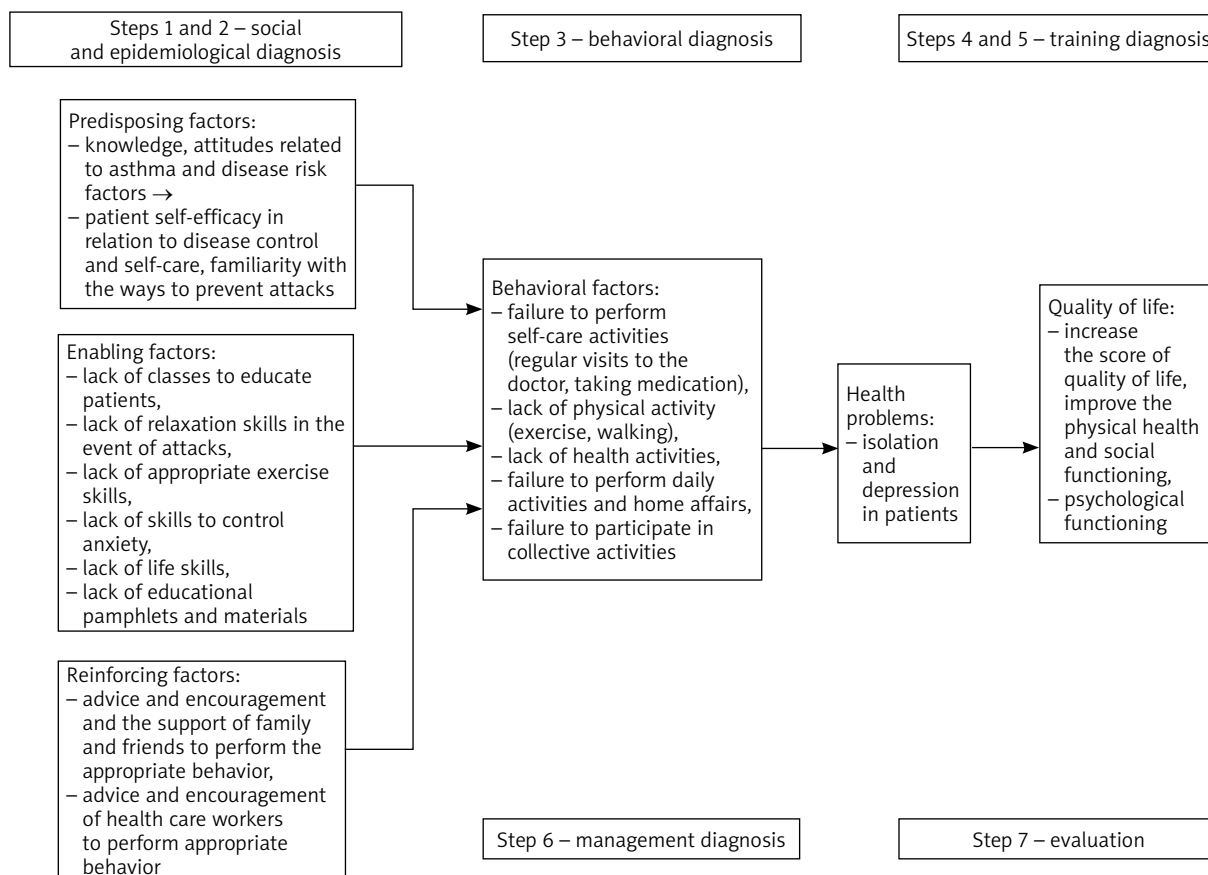 Steps 1 and 2 – social
and epidemiological diagnosis
Step 3 – behavioral diagnosis
Steps 4 and 5 – training diagnosis
Predisposing factors:
– knowledge, attitudes related
to asthma and disease risk
factors →
– patient self-efficacy in
relation to disease control
and self-care, familiarity with
the ways to prevent attacks
Enabling factors:
– lack of classes to educate
patients,
– lack of relaxation skills in the
event of attacks,
– lack of appropriate exercise
skills,
– lack of skills to control
anxiety,
– lack of life skills,
– lack of educational
pamphlets and materials
Reinforcing factors:
– advice and encouragement
and the support of family
and friends to perform the
appropriate behavior,
– advice and encouragement
of health care workers
to perform appropriate
behavior
Behavioral factors:
– failure to perform
self-care activities
(regular visits to the
doctor, taking medication),
– lack of physical activity
(exercise, walking),
– lack of health activities,
– failure to perform daily
activities and home affairs,
– failure to participate in
collective activities
Health
problems:
– isolation
and
depression
in patients
Quality of life:
– increase
the score of
quality of life,
improve the
physical health
and social
functioning,
– psychological
functioning
Step 6 – management diagnosis
Step 7 – evaluation